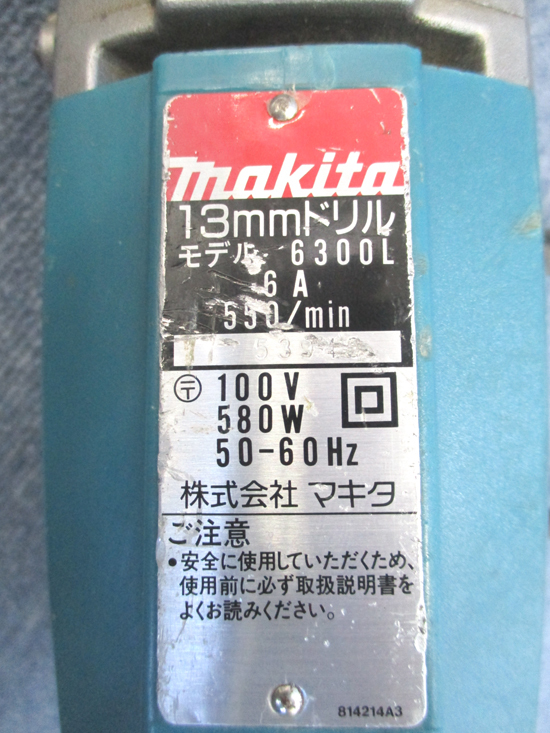 makita
13mmドリル
モデル 6300L
6 A
550/min
〒 100V
580W
50-60Hz
株式会社 マキタ
ご注意
•安全に使用していただくため、
使用前に必ず取扱説明書を
よくお読みください。
814214A3